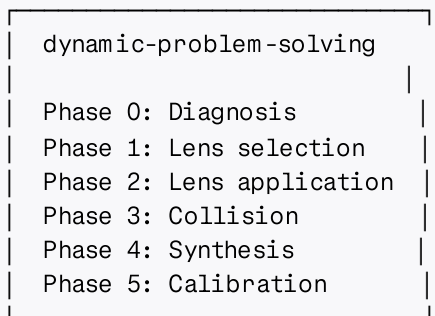 dynamic-problem-solving
Phase 0: Diagnosis
Phase 1: Lens selection
Phase 2: Lens application
Phase 3: Collision
Phase 4: Synthesis
Phase 5: Calibration